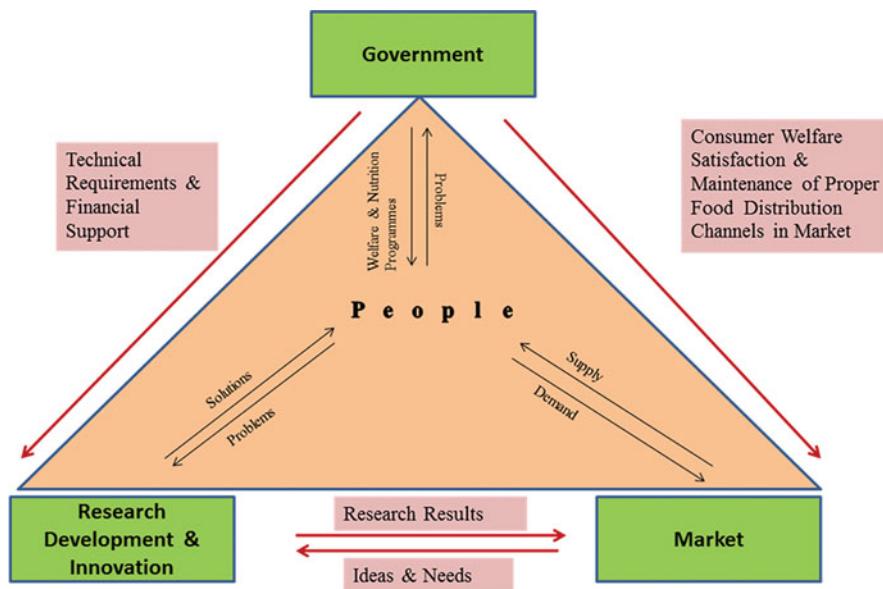 Government
Technical
Requirements &
Financial
Support
Consumer Welfare
Satisfaction &
Maintenance of Proper
Food Distribution
Channels in Market
Welfare & Nutrition
Programmes
Problems
People
Solutions
Problems
Supply
Demand
Research
Development &
Innovation
Research Results
Ideas & Needs
Market